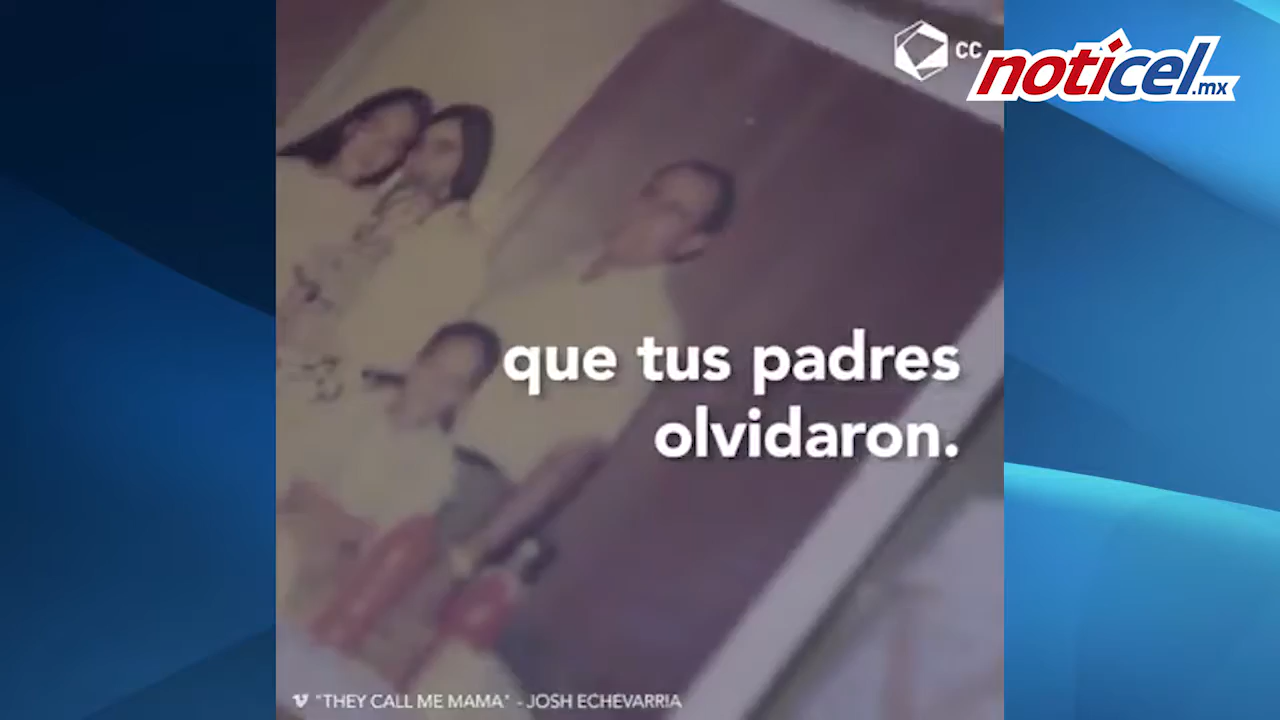 CC
noticel.mx
que tus padres
olvidaron.
"THEY CALL ME MAMA" - JOSH ECHEVARRIA